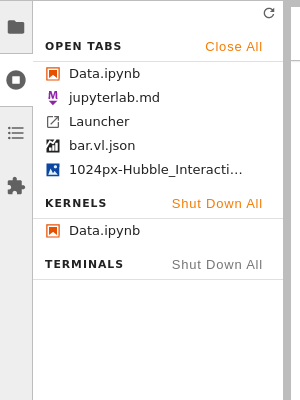 OPEN TABS Close All
Data.ipynb
M jupyterlab.md
Launcher
bar.vl.json
1024px-Hubble_Interacti...
KERNELS Shut Down All
Data.ipynb
TERMINALS Shut Down All